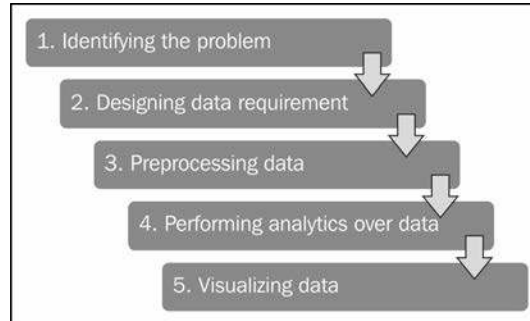 1. Identifying the problem
2. Designing data requirement
3. Preprocessing data
4. Performing analytics over data
5. Visualizing data